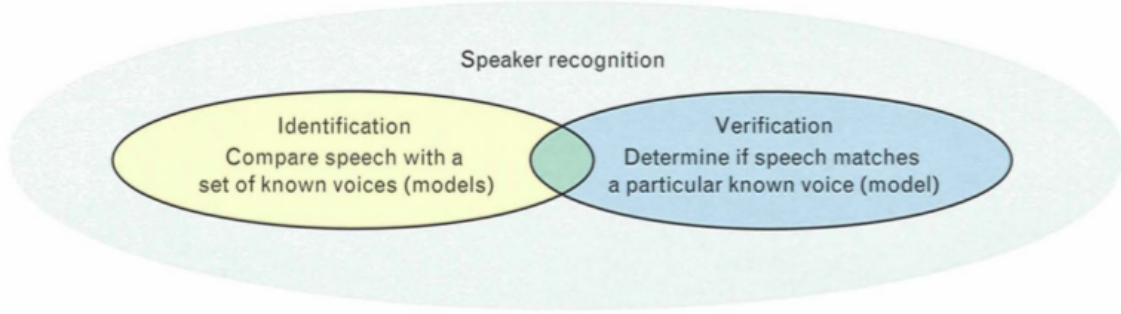 Speaker recognition
Identification
Compare speech with a
set of known voices (models)
Verification
Determine if speech matches
a particular known voice (model)